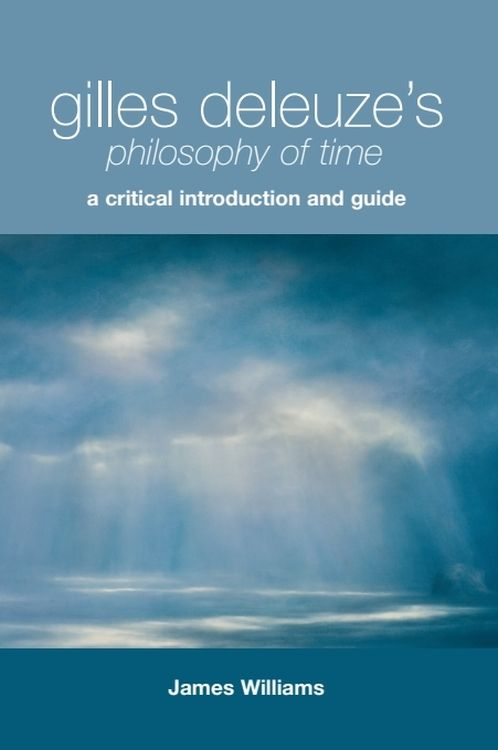 gilles deleuze's
philosophy of time
a critical introduction and guide
James Williams